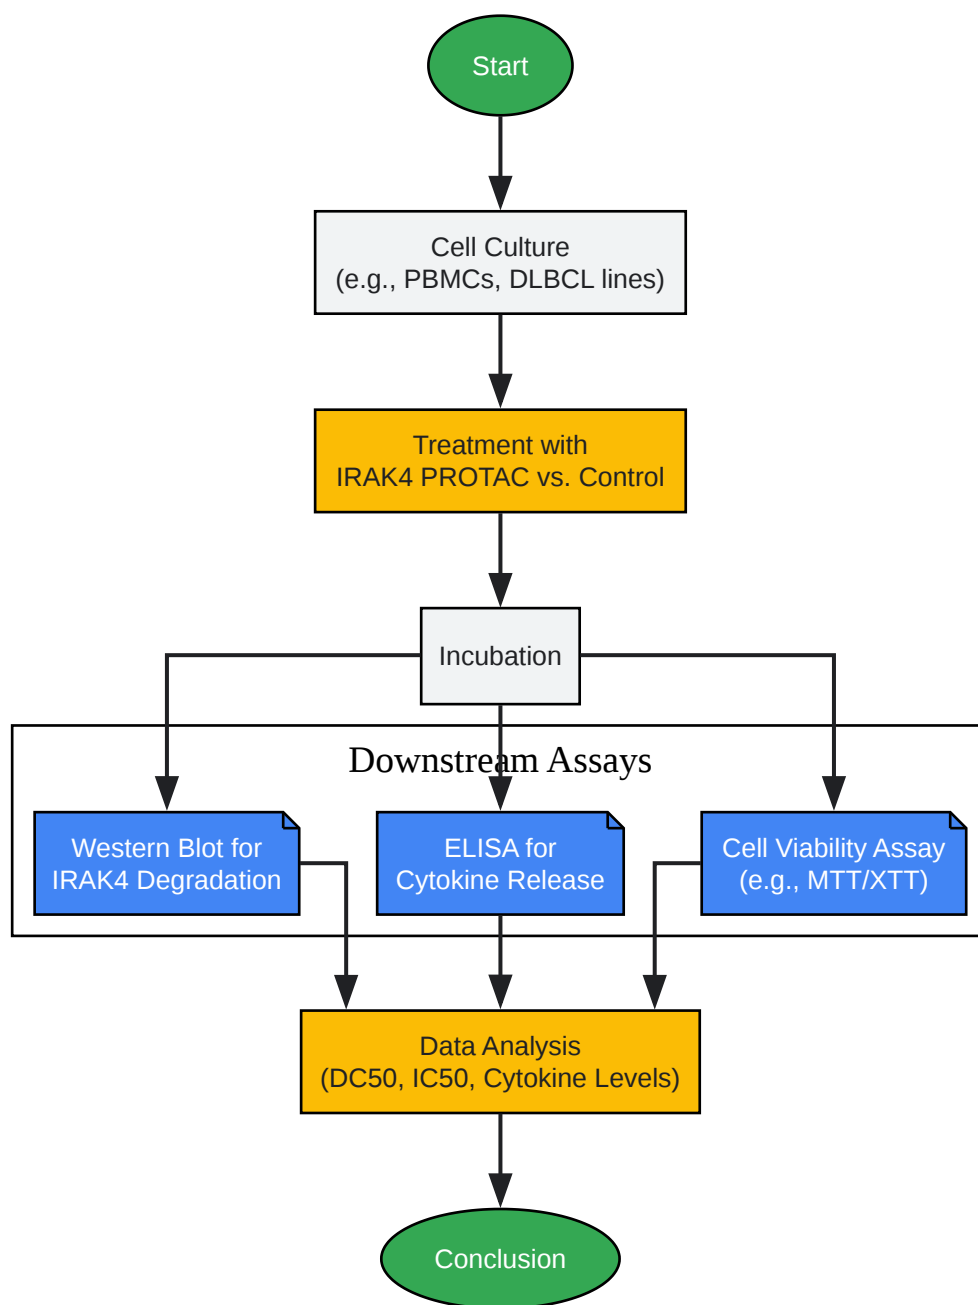 Start
Cell Culture
(e.g., PBMCs, DLBCL lines)
Treatment with
IRAK4 PROTAC vs. Control
Incubation
Downstream Assays
Western Blot for
IRAK4 Degradation
ELISA for
Cytokine Release
Cell Viability Assay
(e.g., MTT/XTT)
Data Analysis
(DC50, IC50, Cytokine Levels)
Conclusion